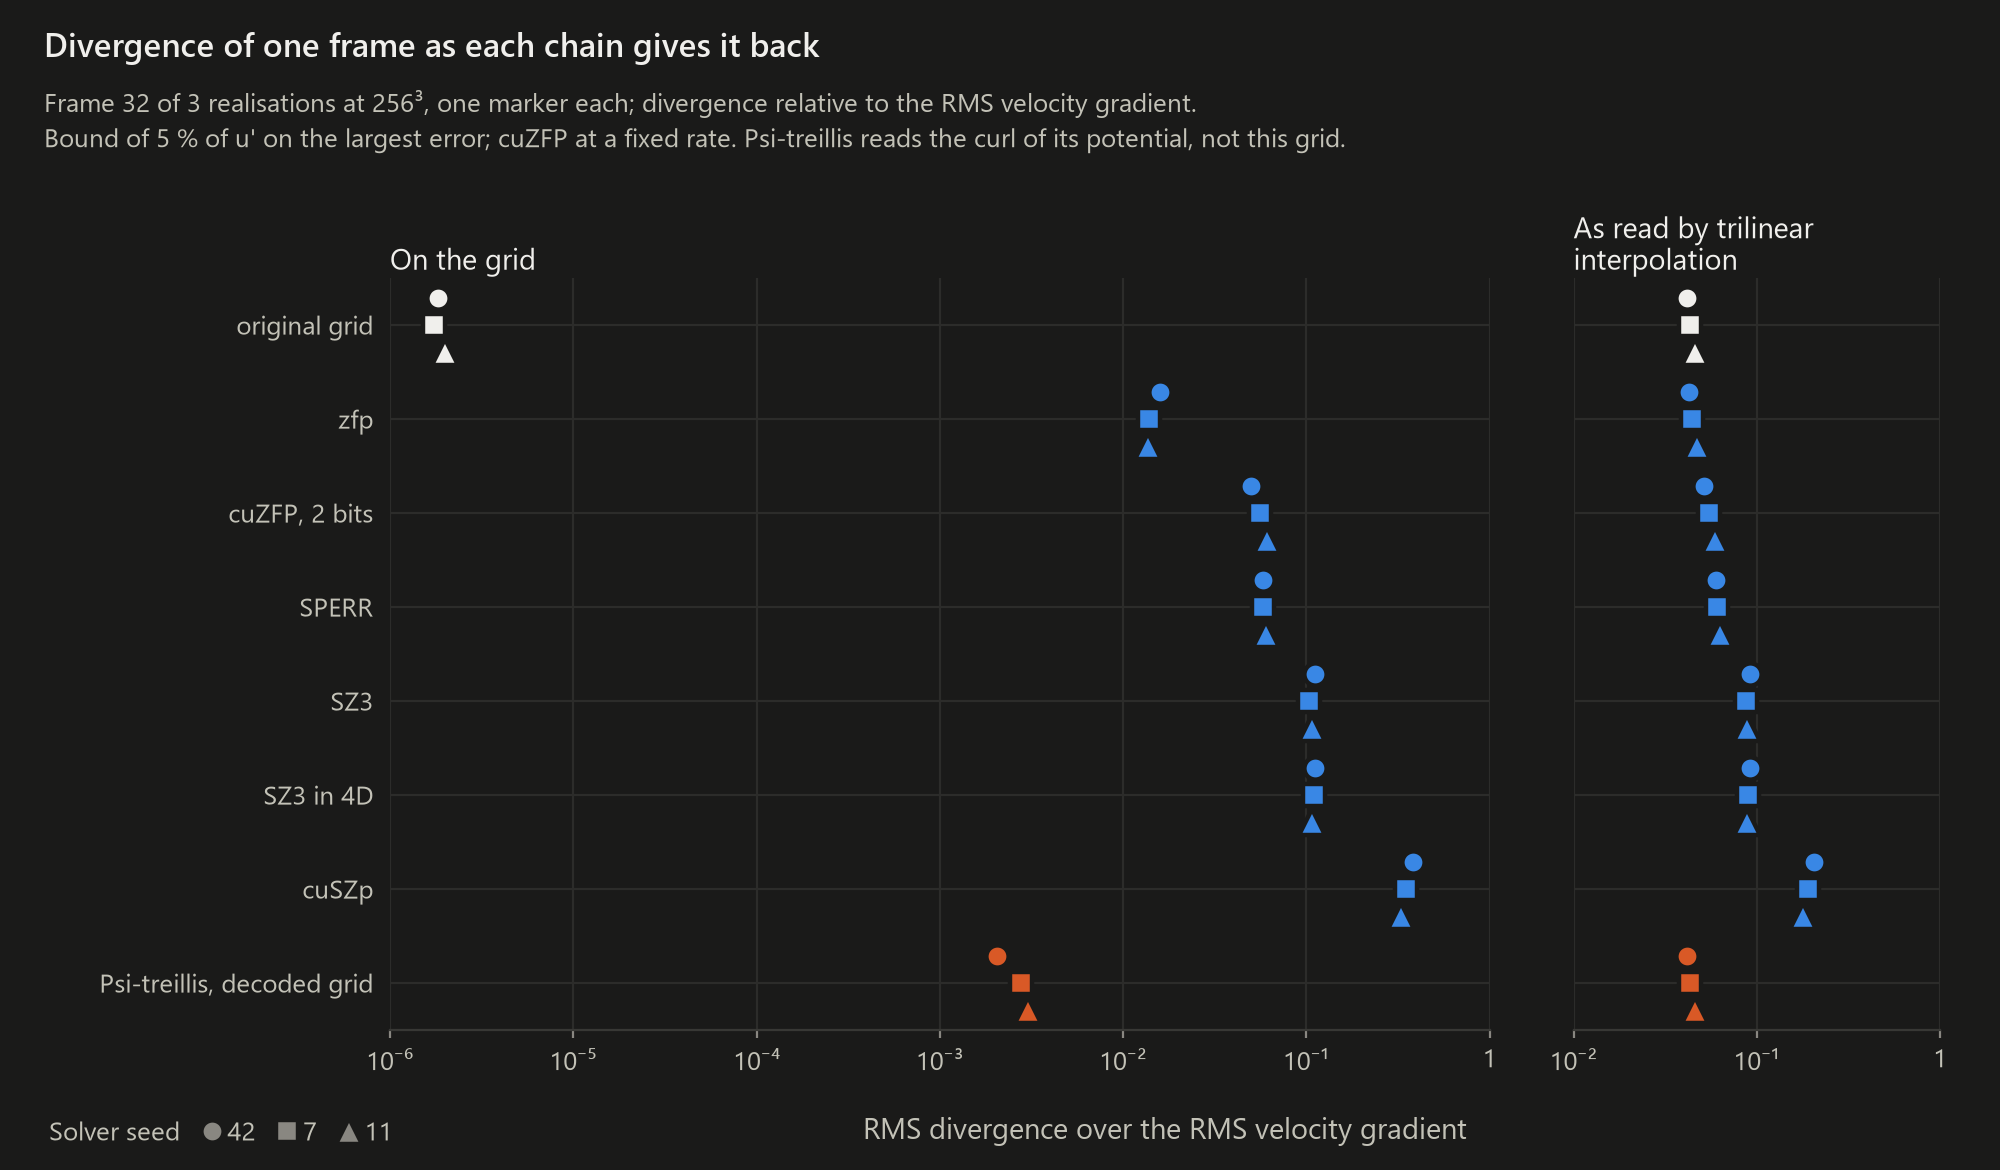 Divergence of one frame as each chain gives it back
Frame 32 of 3 realisations at 256³, one marker each; divergence relative to the RMS velocity gradient.
Bound of 5 % of u' on the largest error; cuZFP at a fixed rate. Psi-treillis reads the curl of its potential, not this grid.
On the grid
As read by trilinear
interpolation
original grid
zfp
cuZFP, 2 bits
SPERR
SZ3
SZ3 in 4D
cuSZp
Psi-treillis, decoded grid
10⁻⁶ 10⁻⁵ 10⁻⁴ 10⁻³ 10⁻² 10⁻¹ 1
10⁻² 10⁻¹ 1
Solver seed 42 7 11
RMS divergence over the RMS velocity gradient